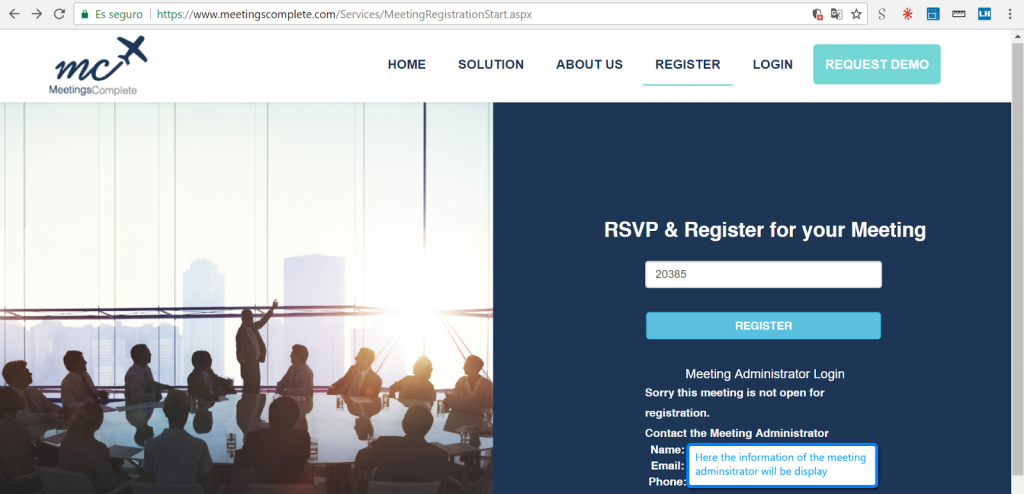 Es seguro
https://www.meetingscomplete.com/Services/MeetingRegistrationStart.aspx
S
LH
mc
MeetingsComplete
HOME SOLUTION ABOUT US REGISTER LOGIN REQUEST DEMO
RSVP & Register for your Meeting
20385
REGISTER
Meeting Administrator Login
Sorry this meeting is not open for
registration.
Contact the Meeting Administrator
Name:
Email:
Phone:
Here the information of the meeting
adminsitrator will be display